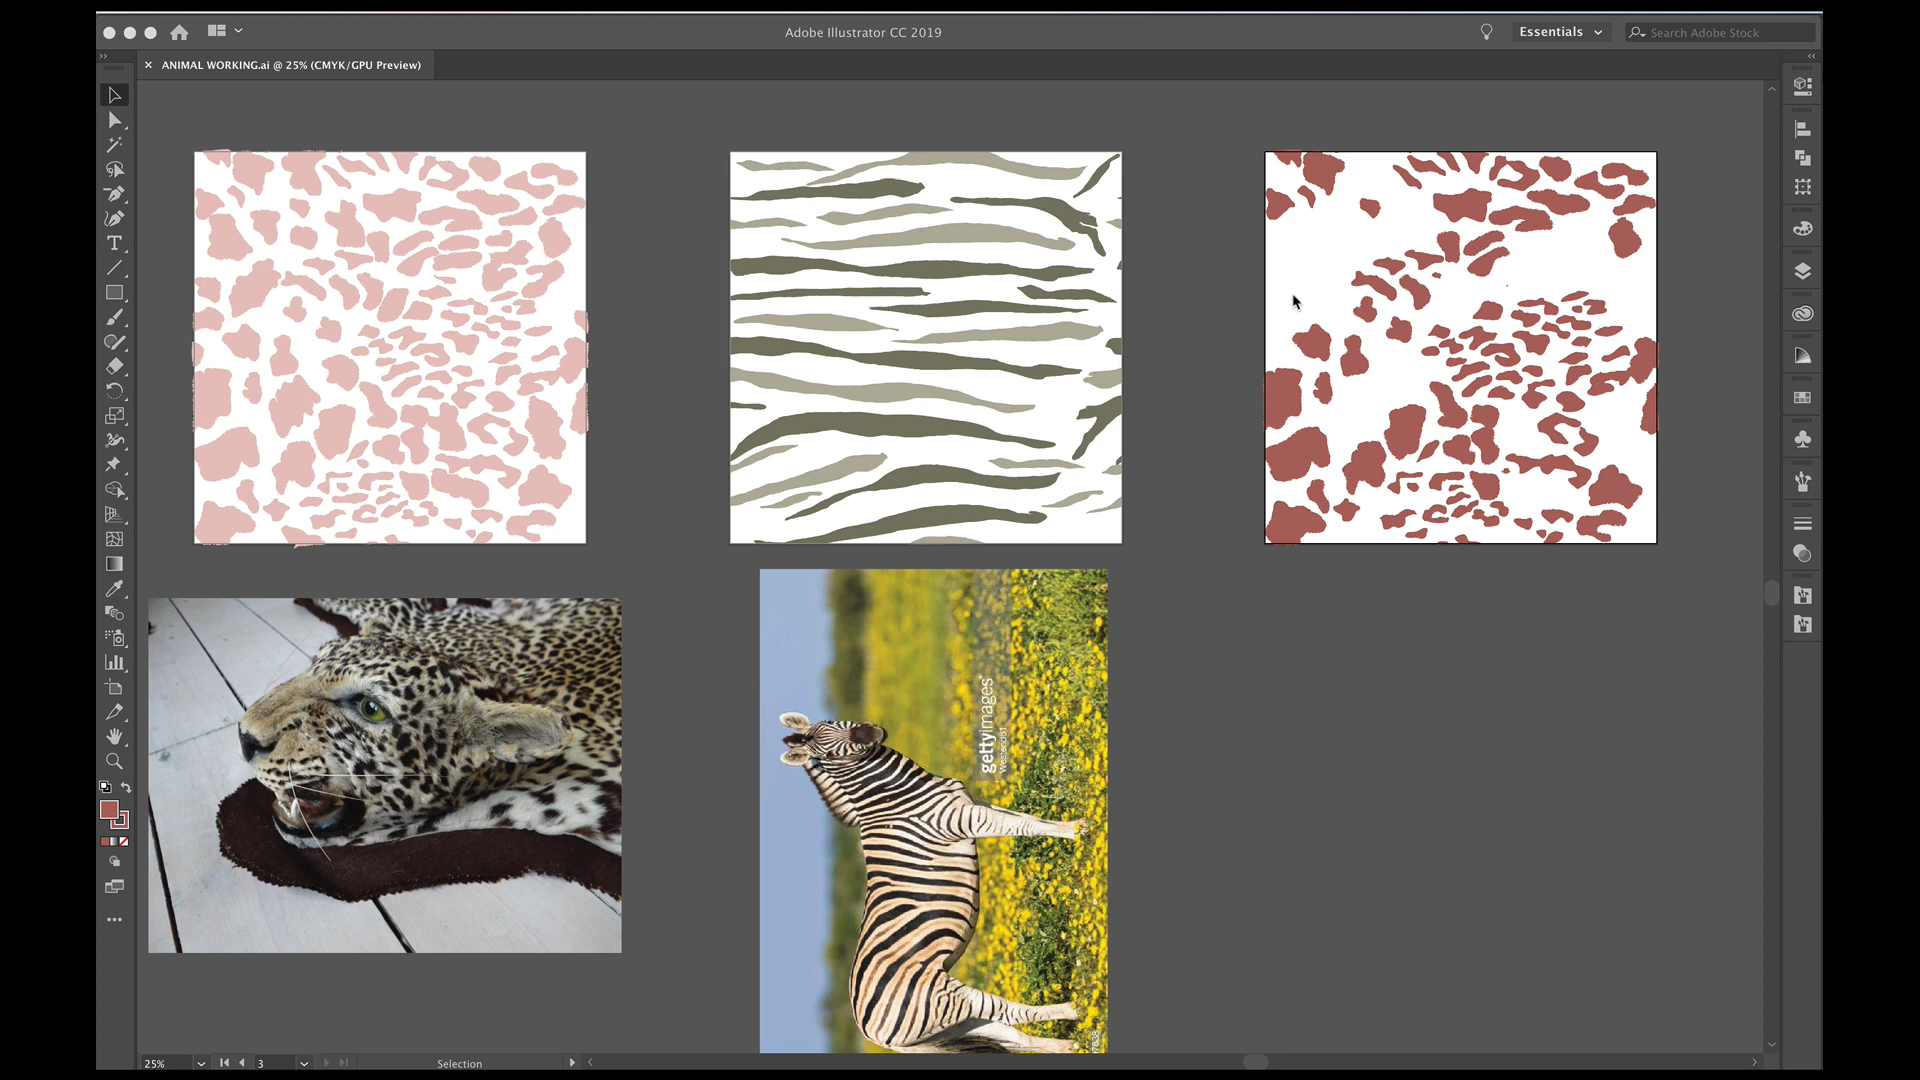 Adobe Illustrator CC 2019
Essentials
Search Adobe Stock
ANIMAL WORKING.ai @ 25% (CMYK/GPU Preview)
gettyimages
25%
3
Selection